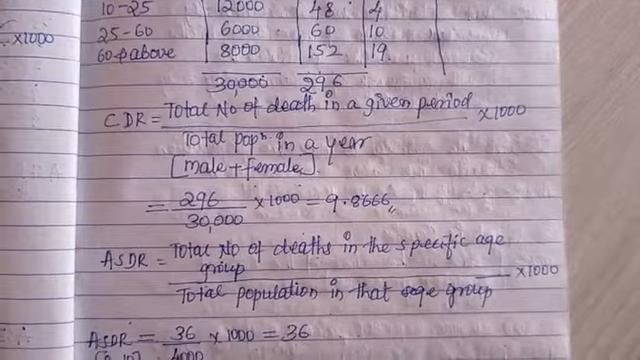 10-25 12000 48 4
25-60 6000 60 10
x1000
60 & above 8000 152 19
30,000 296
CDR = Total No of death in a given period x1000
Total popⁿ in a year
[male + female].
= 296 x1000 = 9.8666
30,000
ASDR = Total No of deaths in the specific age
group x1000
Total population in that age group
ASDR = 36 x1000 = 36
4000